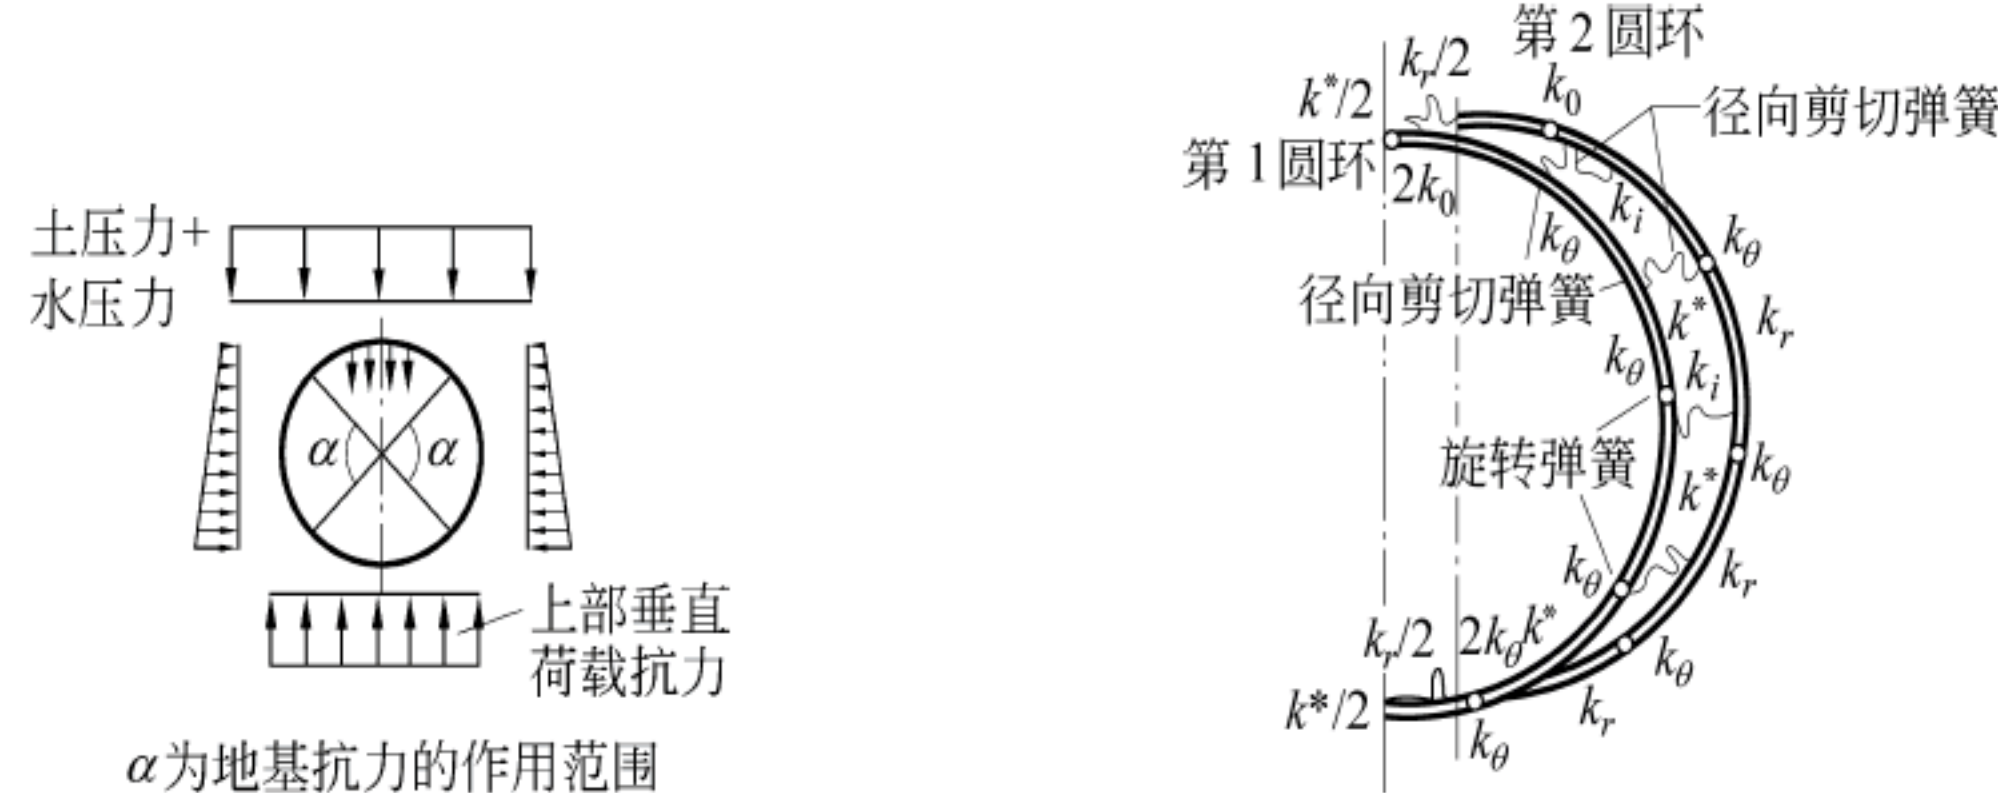 土压力+
水压力
α
α
上部垂直
荷载抗力
α为地基抗力的作用范围
第2圆环
k_r/2
k*/2
k_0
径向剪切弹簧
第1圆环
2k_0
k_i
k_θ
k_θ
径向剪切弹簧
k*
k_r
k_θ
k_i
旋转弹簧
k_θ
k*
k_θ
k_r
k_r/2
2k_θ
k*
k_θ
k*/2
k_r
k_θ